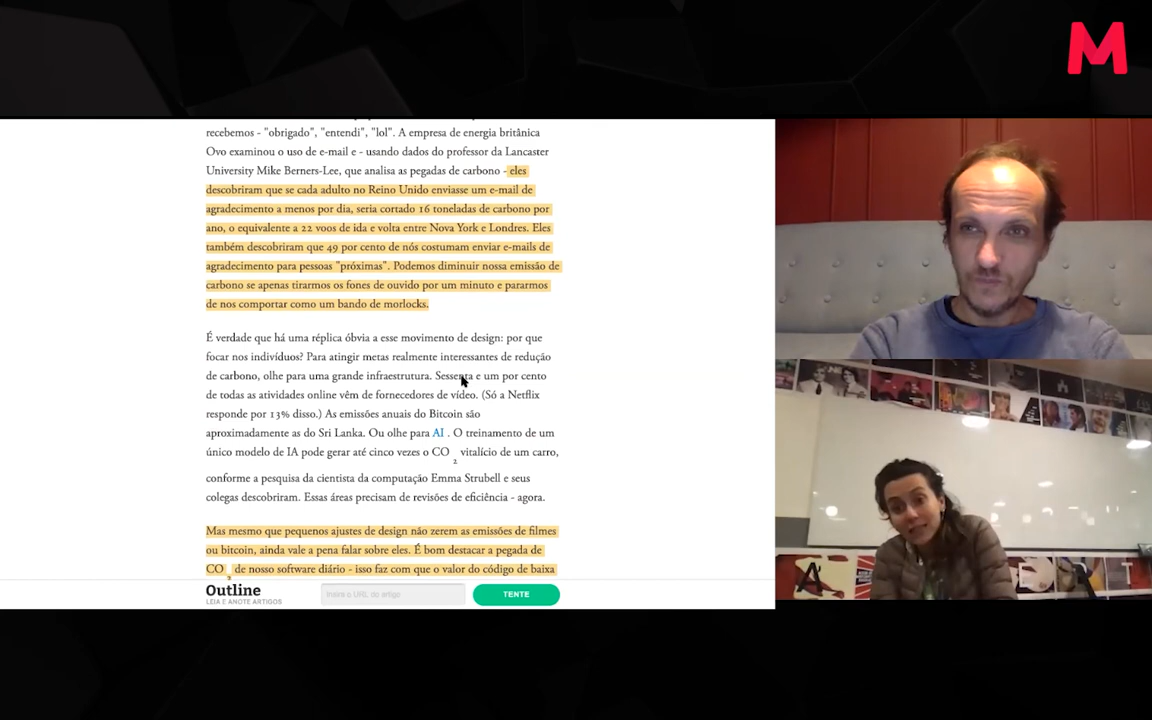 M
recebemos - "obrigado", "entendi", "lol". A empresa de energia britânica
Ovo examinou o uso de e-mail e - usando dados do professor da Lancaster
University Mike Berners-Lee, que analisa as pegadas de carbono - eles
descobriram que se cada adulto no Reino Unido enviasse um e-mail de
agradecimento a menos por dia, seria cortado 16 toneladas de carbono por
ano, o equivalente a 22 voos de ida e volta entre Nova York e Londres. Eles
também descobriram que 49 por cento de nós costumam enviar e-mails de
agradecimento para pessoas "próximas". Podemos diminuir nossa emissão de
carbono se apenas tirarmos os fones de ouvido por um minuto e pararmos
de nos comportar como um bando de morlocks.
É verdade que há uma réplica óbvia a esse movimento de design: por que
focar nos indivíduos? Para atingir metas realmente interessantes de redução
de carbono, olhe para uma grande infraestrutura. Sessenta e um por cento
de todas as atividades online vêm de fornecedores de vídeo. (Só a Netflix
responde por 13% disso.) As emissões anuais do Bitcoin são
aproximadamente as do Sri Lanka. Ou olhe para AI . O treinamento de um
único modelo de IA pode gerar até cinco vezes o CO 2 vitalício de um carro,
conforme a pesquisa da cientista da computação Emma Strubell e seus
colegas descobriram. Essas áreas precisam de revisões de eficiência - agora.
Mas mesmo que pequenos ajustes de design não zerem as emissões de filmes
ou bitcoin, ainda vale a pena falar sobre eles. É bom destacar a pegada de
CO 2 de nosso software diário - isso faz com que o valor do código de baixa
Outline
LEIA E ANOTE ARTIGOS
Insira o URL do artigo
TENTE
A
E R T